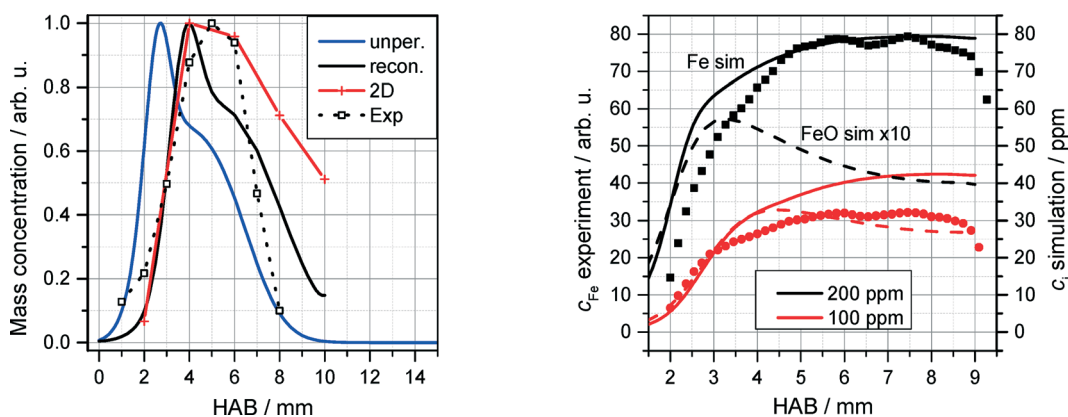 Mass concentration / arb. u.
1.0
0.8
0.6
0.4
0.2
0.0
0 2 4 6 8 10 12 14
HAB / mm
unper.
recon.
2D
Exp
c_Fe experiment / arb. u.
80
70
60
50
40
30
20
10
0
2 3 4 5 6 7 8 9
HAB / mm
Fe sim
FeO sim x10
200 ppm
100 ppm
80
70
60
50
40
30
20
10
0
c_i simulation / ppm